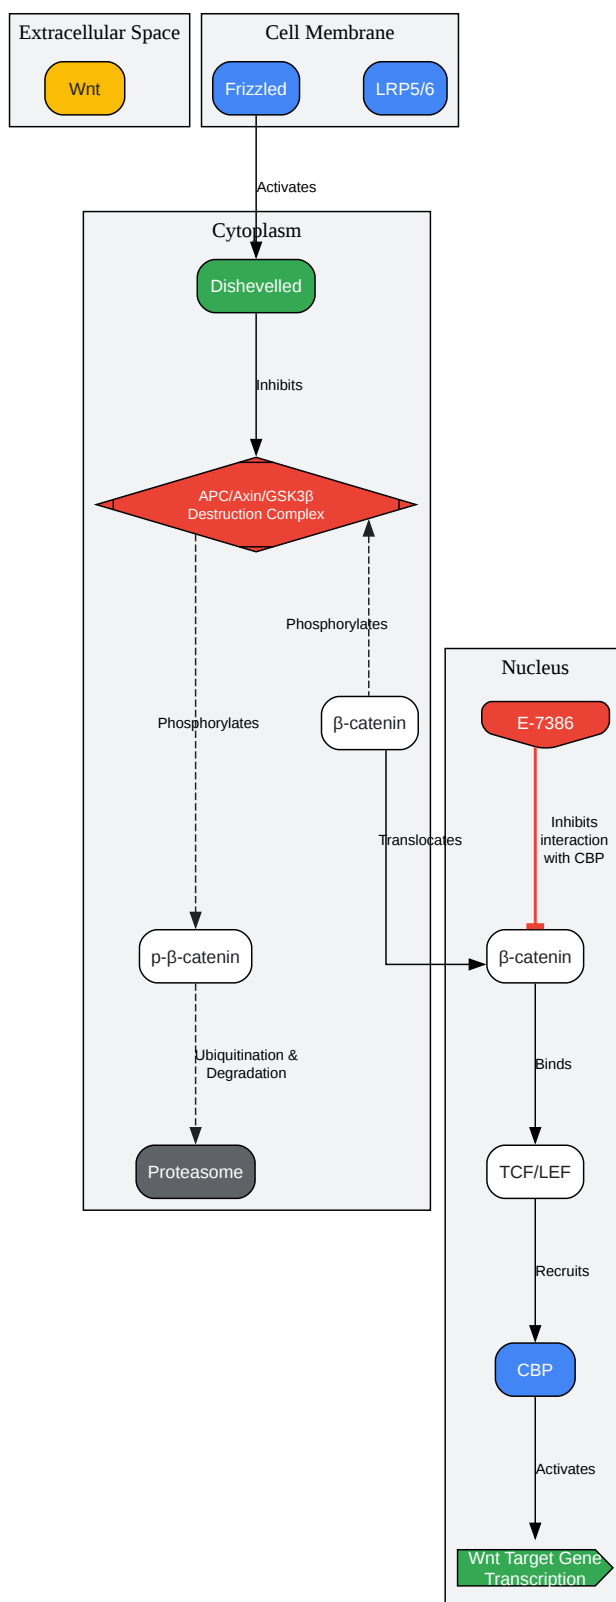 Extracellular Space
Cell Membrane
Wnt
Frizzled
LRP5/6
Activates
Cytoplasm
Dishevelled
Inhibits
APC/Axin/GSK3β
Destruction Complex
Phosphorylates
Nucleus
E-7386
Phosphorylates
β-catenin
Inhibits
interaction
with CBP
Translocates
p-β-catenin
β-catenin
Ubiquitination &
Degradation
Binds
Proteasome
TCF/LEF
Recruits
CBP
Activates
Wnt Target Gene
Transcription